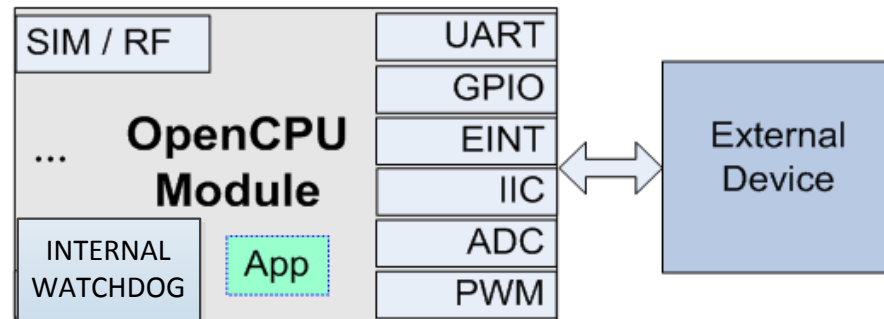 SIM / RF
...
OpenCPU
Module
INTERNAL
WATCHDOG
App
UART
GPIO
EINT
IIC
ADC
PWM
External
Device